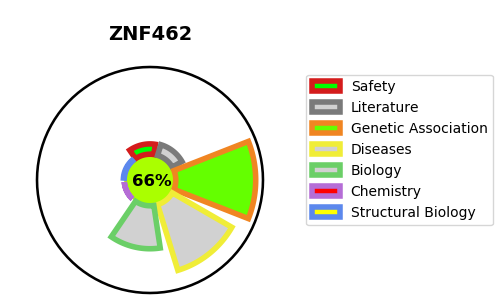 ZNF462
66%
Safety
Literature
Genetic Association
Diseases
Biology
Chemistry
Structural Biology